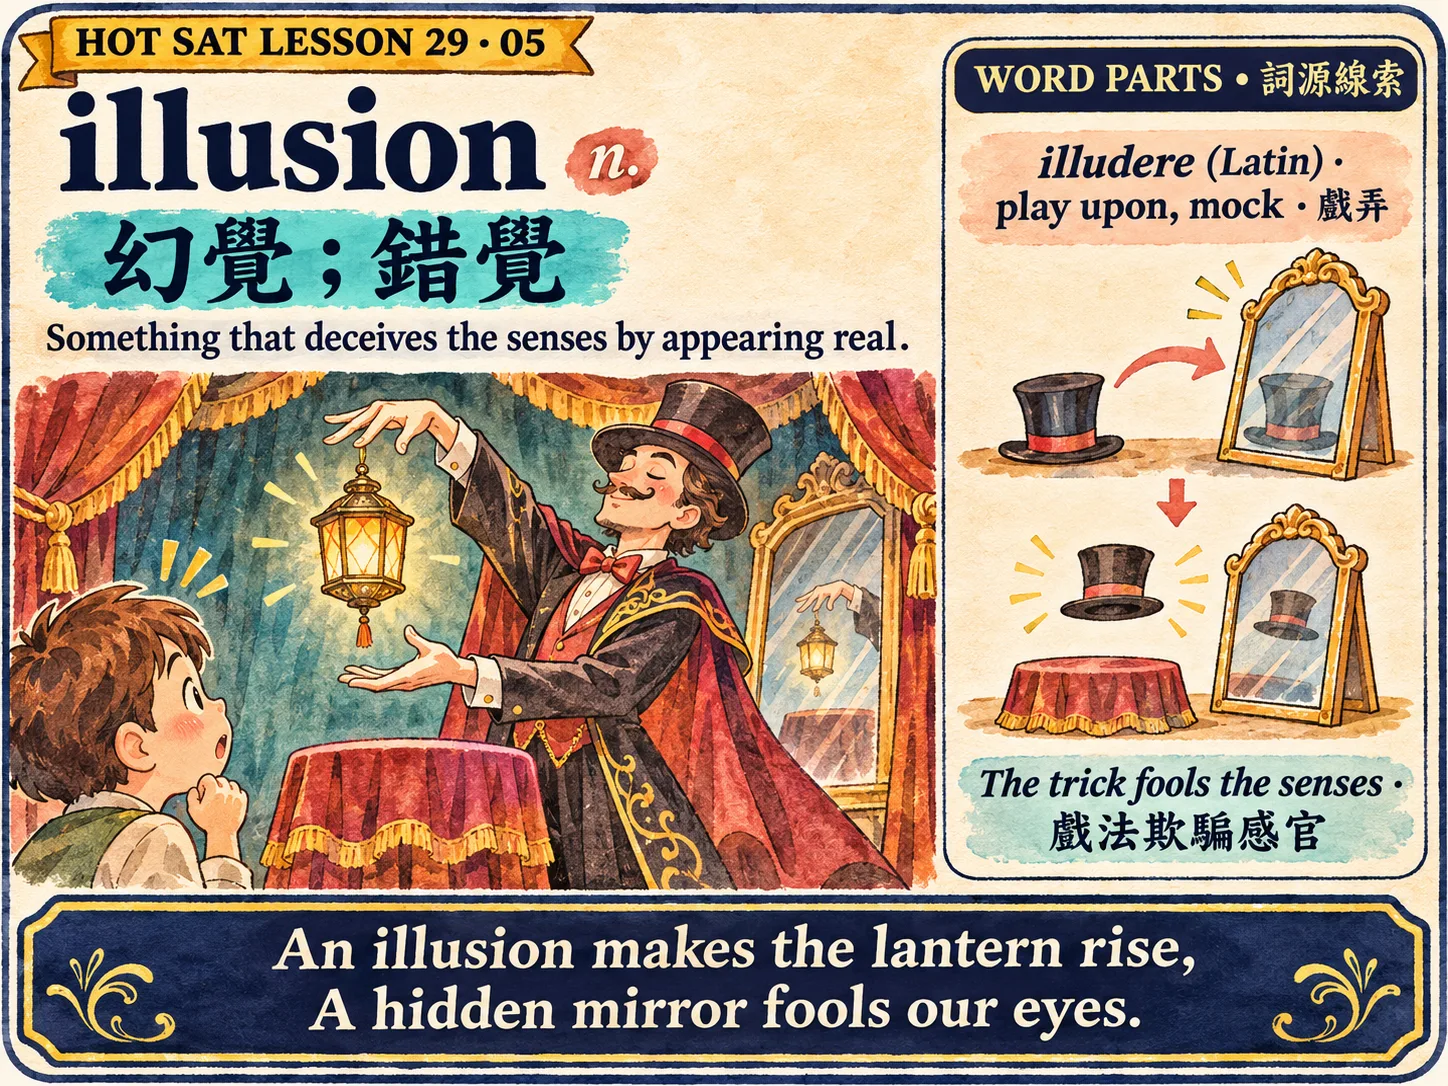 HOT SAT LESSON 29 · 05
illusion n.
幻覺；錯覺
Something that deceives the senses by appearing real.
WORD PARTS • 詞源線索
illudere (Latin) ·
play upon, mock · 戲弄
The trick fools the senses ·
戲法欺騙感官
An illusion makes the lantern rise,
A hidden mirror fools our eyes.